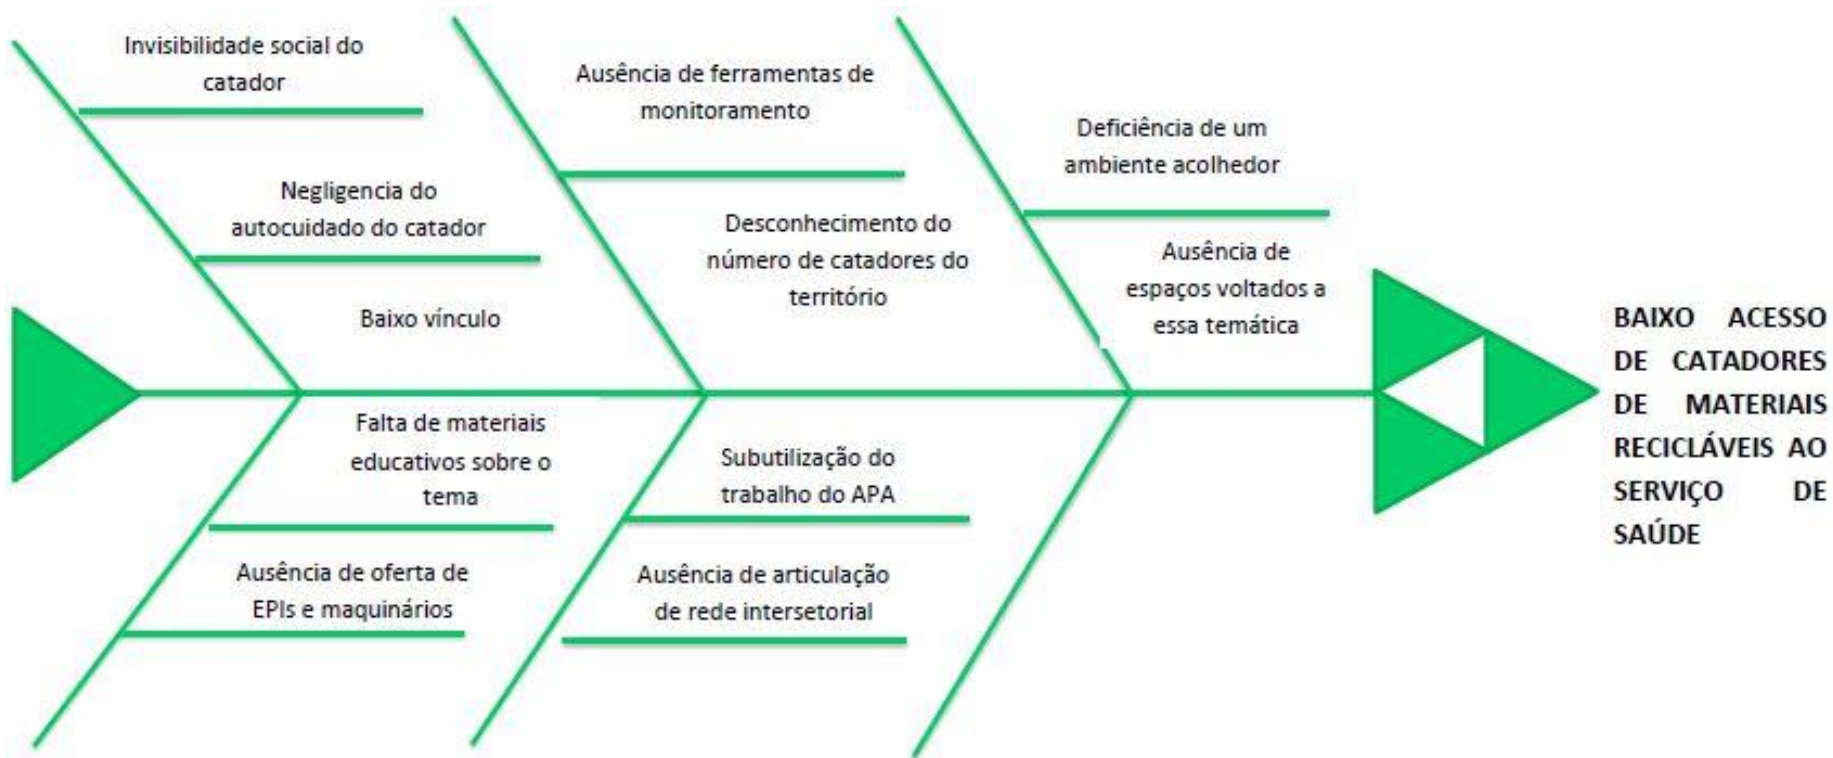 Invisibilidade social do
catador
Negligencia do
autocuidado do catador
Baixo vínculo
Ausência de ferramentas de
monitoramento
Desconhecimento do
número de catadores do
território
Deficiência de um
ambiente acolhedor
Ausência de
espaços voltados a
essa temática
Falta de materiais
educativos sobre o
tema
Ausência de oferta de
EPIs e maquinários
Subutilização do
trabalho do APA
Ausência de articulação
de rede intersetorial
BAIXO ACESSO
DE CATADORES
DE MATERIAIS
RECICLÁVEIS AO
SERVIÇO DE
SAÚDE